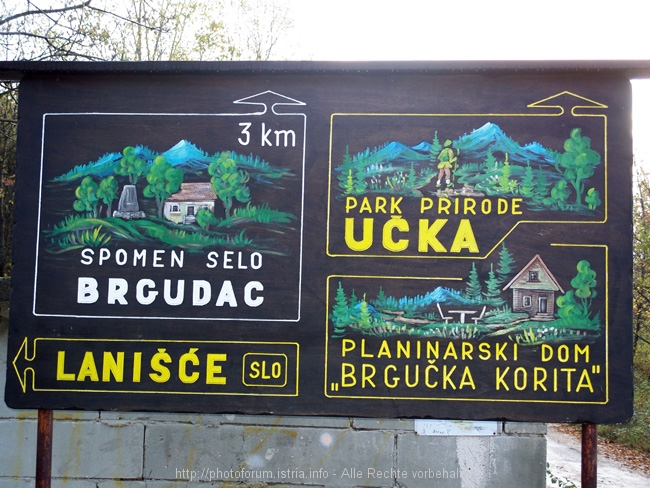 3 km
SPOMEN SELO
BRGUDAC
LANIŠĆE SLO
PARK PRIRODE
UČKA
PLANINARSKI DOM
„BRGUČKA KORITA"
http://photoforum.istria.info - Alle Rechte vorbehalt